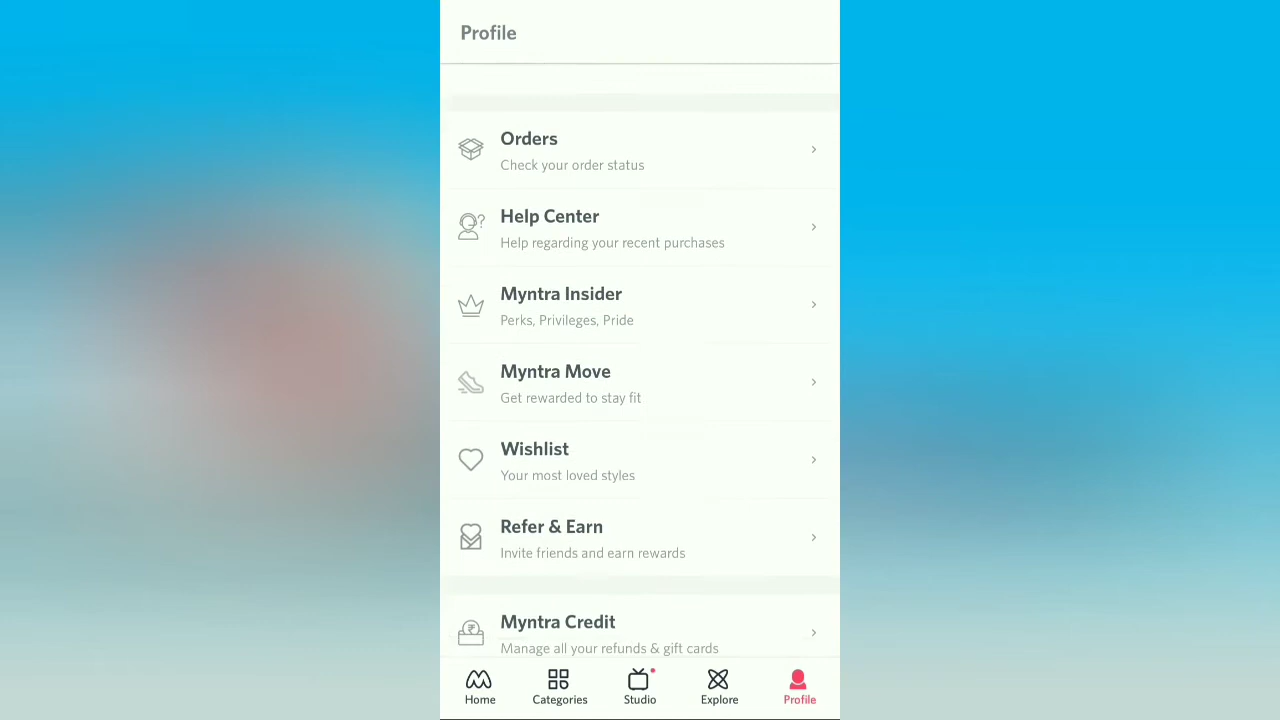 Profile
Orders
Check your order status
Help Center
Help regarding your recent purchases
Myntra Insider
Perks, Privileges, Pride
Myntra Move
Get rewarded to stay fit
Wishlist
Your most loved styles
Refer & Earn
Invite friends and earn rewards
Myntra Credit
Manage all your refunds & gift cards
Home Categories Studio Explore Profile